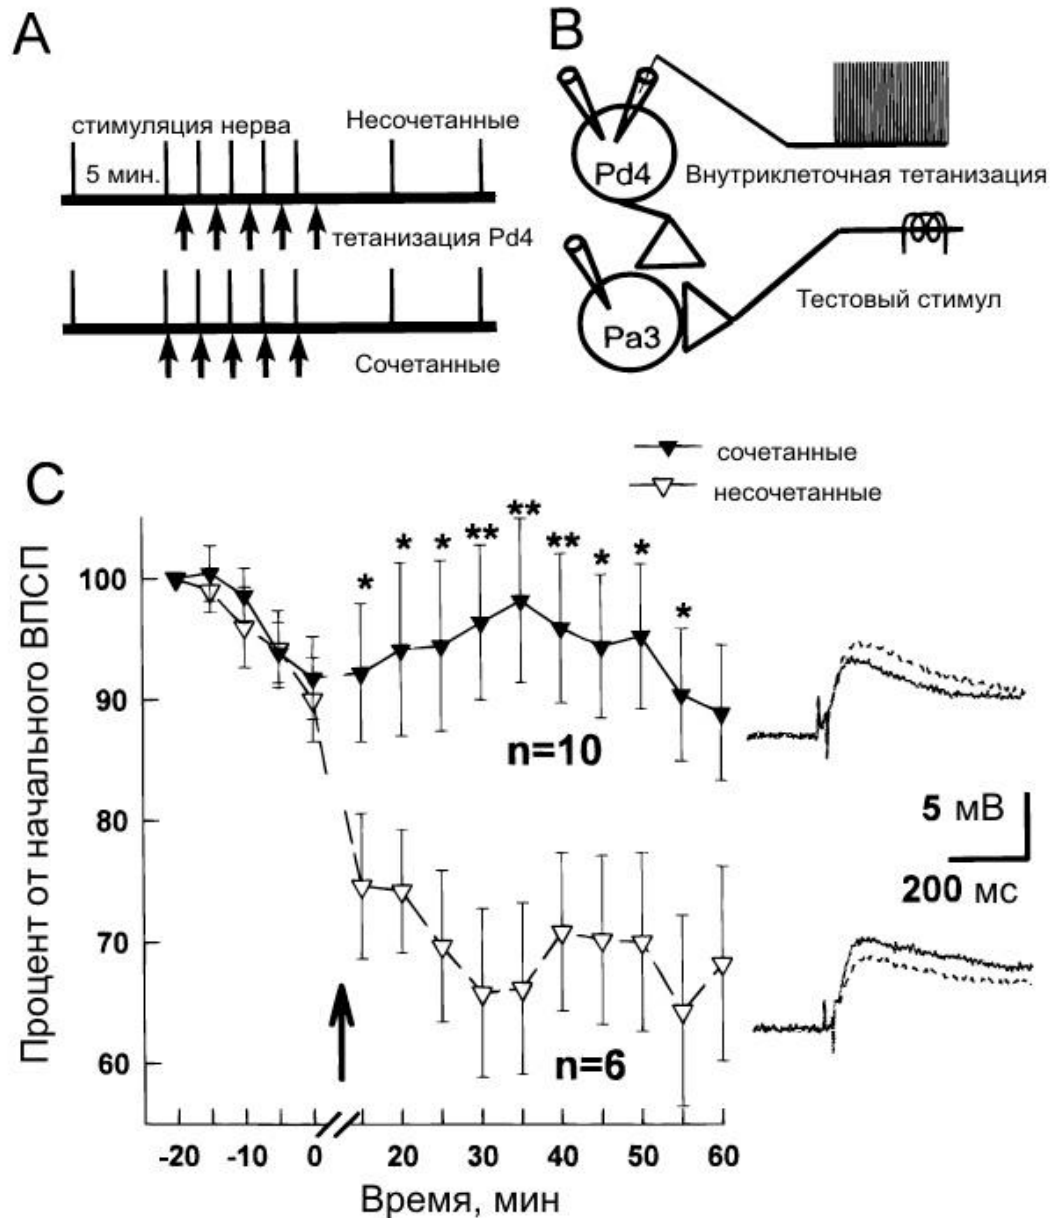 A
стимуляция нерва
Несочетанные
5 мин.
тетанизация Pd4
Сочетанные
B
Pd4
Внутриклеточная тетанизация
Pa3
Тестовый стимул
C
сочетанные
несочетанные
Процент от начального ВПСП
100
90
80
70
60
* * * ** ** ** * * *
n=10
n=6
5 мВ
200 мс
-20 -10 0 20 30 40 50 60
Время, мин